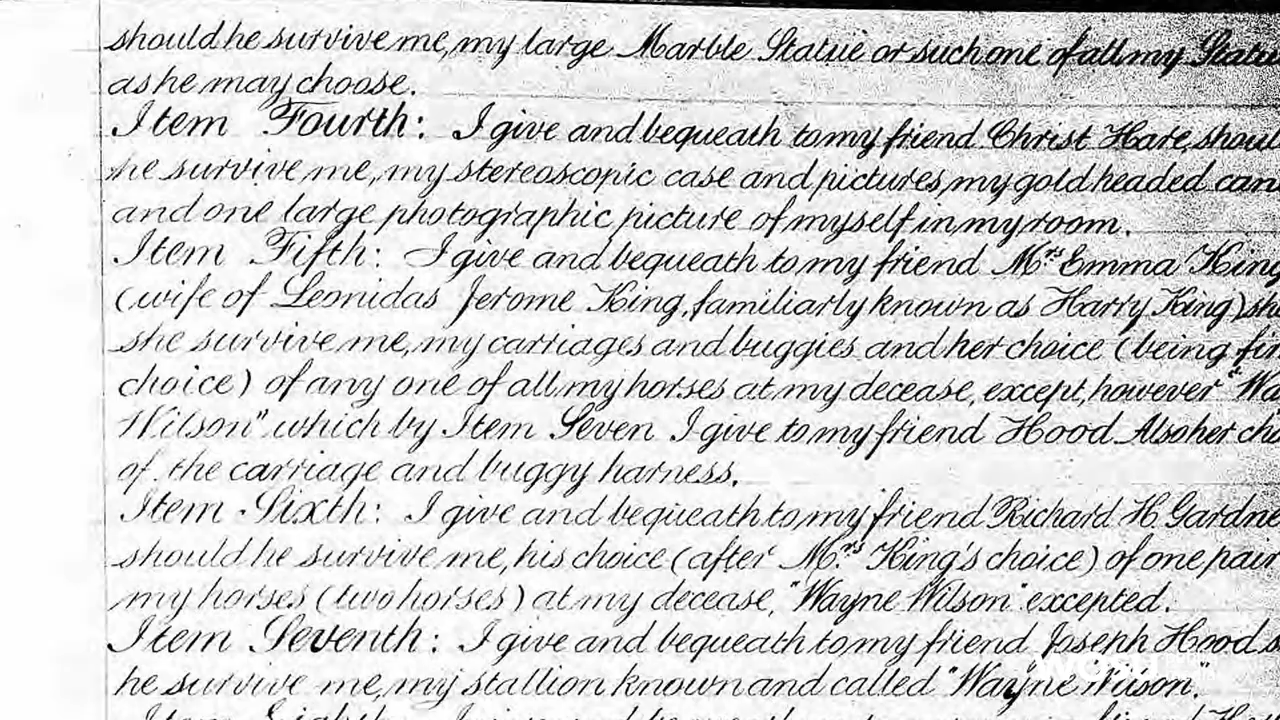 should he survive me, my large Marble Statue or such one of all my Statu
as he may choose.
Item Fourth: I give and bequeath to my friend Christ Hare, shoul
he survive me, my stereoscopic case and pictures, my gold headed can
and one large photographic picture of myself in my room.
Item Fifth: I give and bequeath to my friend Mrs. Emma King
(wife of Leonidas Jerome King, familiarly known as Harry King) sho
she survive me, my carriages and buggies and her choice (being fir
choice) of any one of all my horses at my decease, except, however "Wa
Wilson" which by Item Seven I give to my friend Hood. Also her cho
of the carriage and buggy harness.
Item Sixth: I give and bequeath to my friend Richard H. Gardne
should he survive me, his choice (after Mrs. King's choice) of one pair
my horses (two horses) at my decease, "Wayne Wilson" excepted.
Item Seventh: I give and bequeath to my friend Joseph Hood s
he survive me, my stallion known and called "Wayne Wilson."